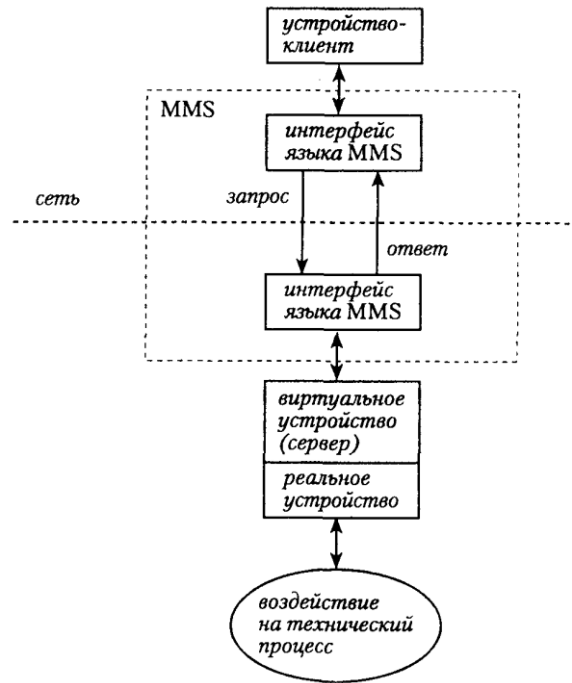 устройство-
клиент
MMS
интерфейс
языка MMS
сеть
запрос
ответ
интерфейс
языка MMS
виртуальное
устройство
(сервер)
реальное
устройство
воздействие
на технический
процесс